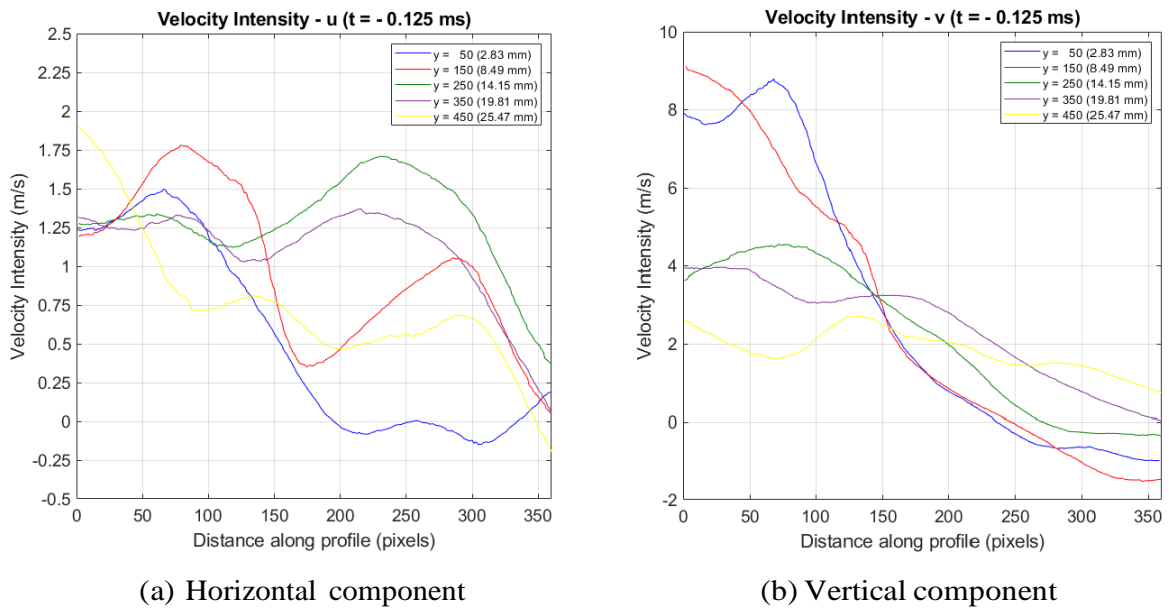 Velocity Intensity - u (t = - 0.125 ms)
y = 50 (2.83 mm)
y = 150 (8.49 mm)
y = 250 (14.15 mm)
y = 350 (19.81 mm)
y = 450 (25.47 mm)
2.5
2.25
2
1.75
1.5
1.25
1
0.75
0.5
0.25
0
-0.25
-0.5
Velocity Intensity (m/s)
0 50 100 150 200 250 300 350
Distance along profile (pixels)
(a) Horizontal component
Velocity Intensity - v (t = - 0.125 ms)
y = 50 (2.83 mm)
y = 150 (8.49 mm)
y = 250 (14.15 mm)
y = 350 (19.81 mm)
y = 450 (25.47 mm)
10
8
6
4
2
0
-2
Velocity Intensity (m/s)
0 50 100 150 200 250 300 350
Distance along profile (pixels)
(b) Vertical component